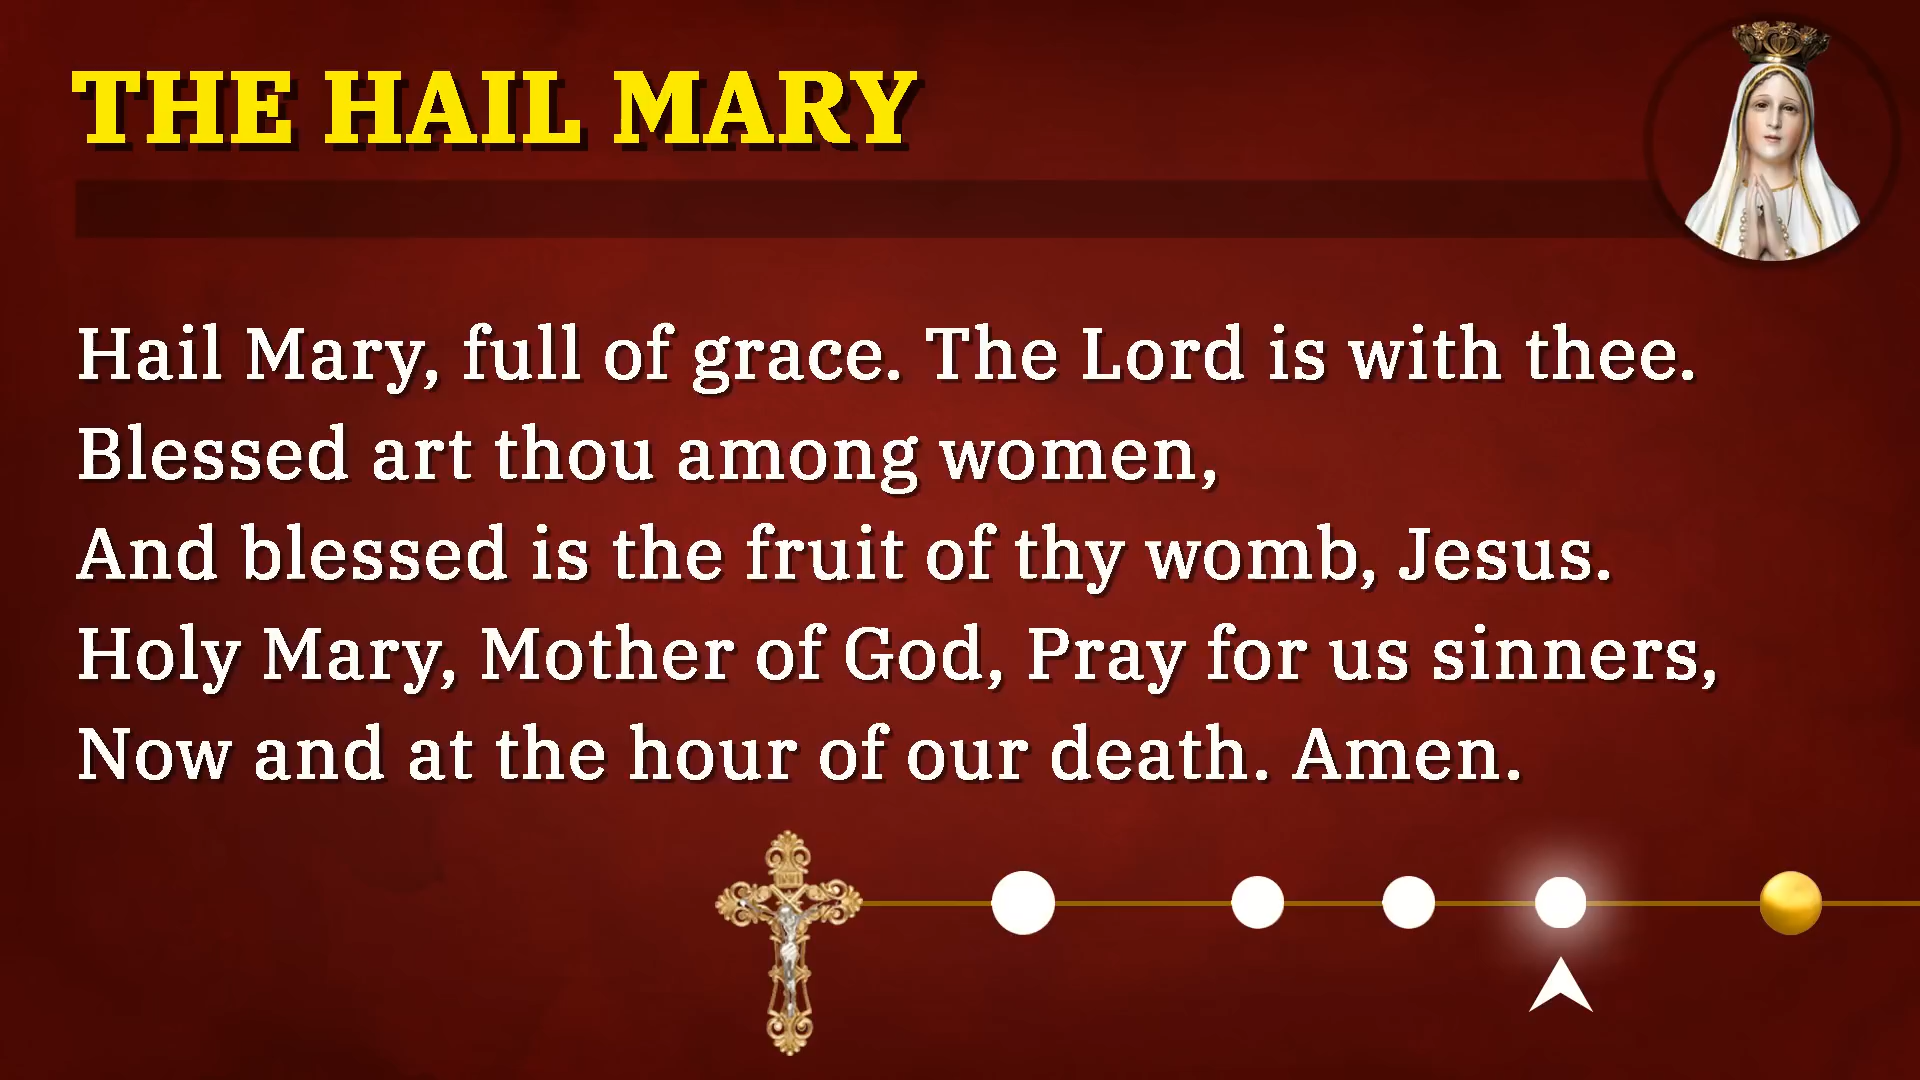 THE HAIL MARY
Hail Mary, full of grace. The Lord is with thee.
Blessed art thou among women,
And blessed is the fruit of thy womb, Jesus.
Holy Mary, Mother of God, Pray for us sinners,
Now and at the hour of our death. Amen.